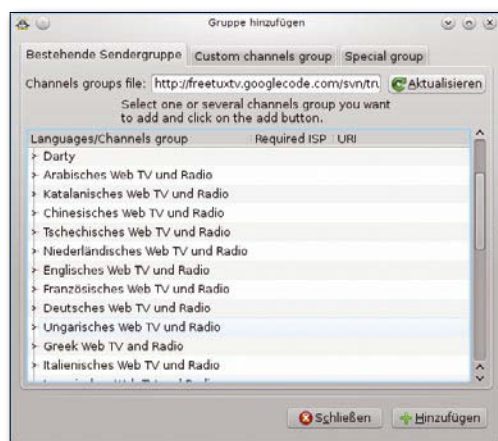 Gruppe hinzufügen
Bestehende Sendergruppe Custom channels group Special group
Channels groups file: http://freetuxtv.googlecode.com/svn/tru Aktualisieren
Select one or several channels group you want
to add and click on the add button.
Languages/Channels group Required ISP URI
Darty
Arabisches Web TV und Radio
Katalanisches Web TV und Radio
Chinesisches Web TV und Radio
Tschechisches Web TV und Radio
Niederländisches Web TV und Radio
Englisches Web TV und Radio
Französisches Web TV und Radio
Deutsches Web TV und Radio
Ungarisches Web TV und Radio
Greek Web TV and Radio
Italienisches Web TV und Radio
Schließen Hinzufügen